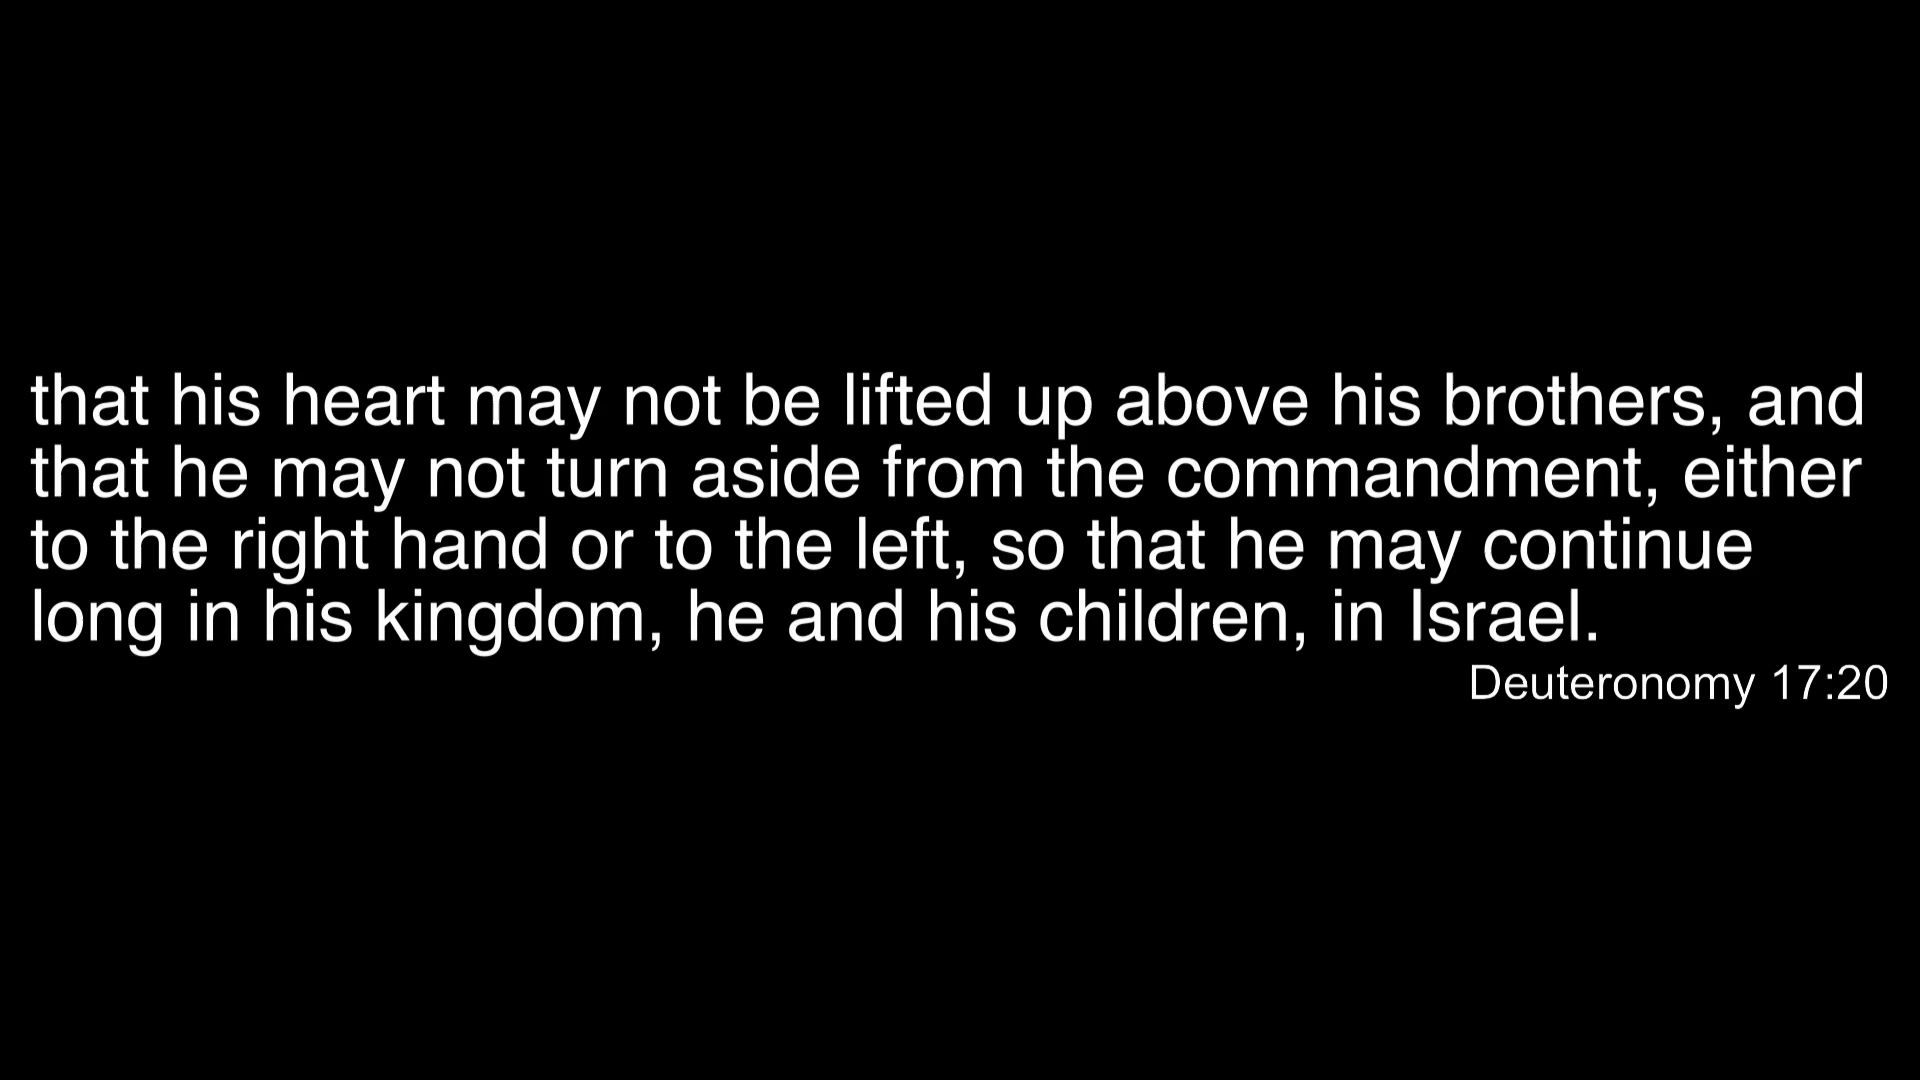 that his heart may not be lifted up above his brothers, and
that he may not turn aside from the commandment, either
to the right hand or to the left, so that he may continue
long in his kingdom, he and his children, in Israel.
Deuteronomy 17:20